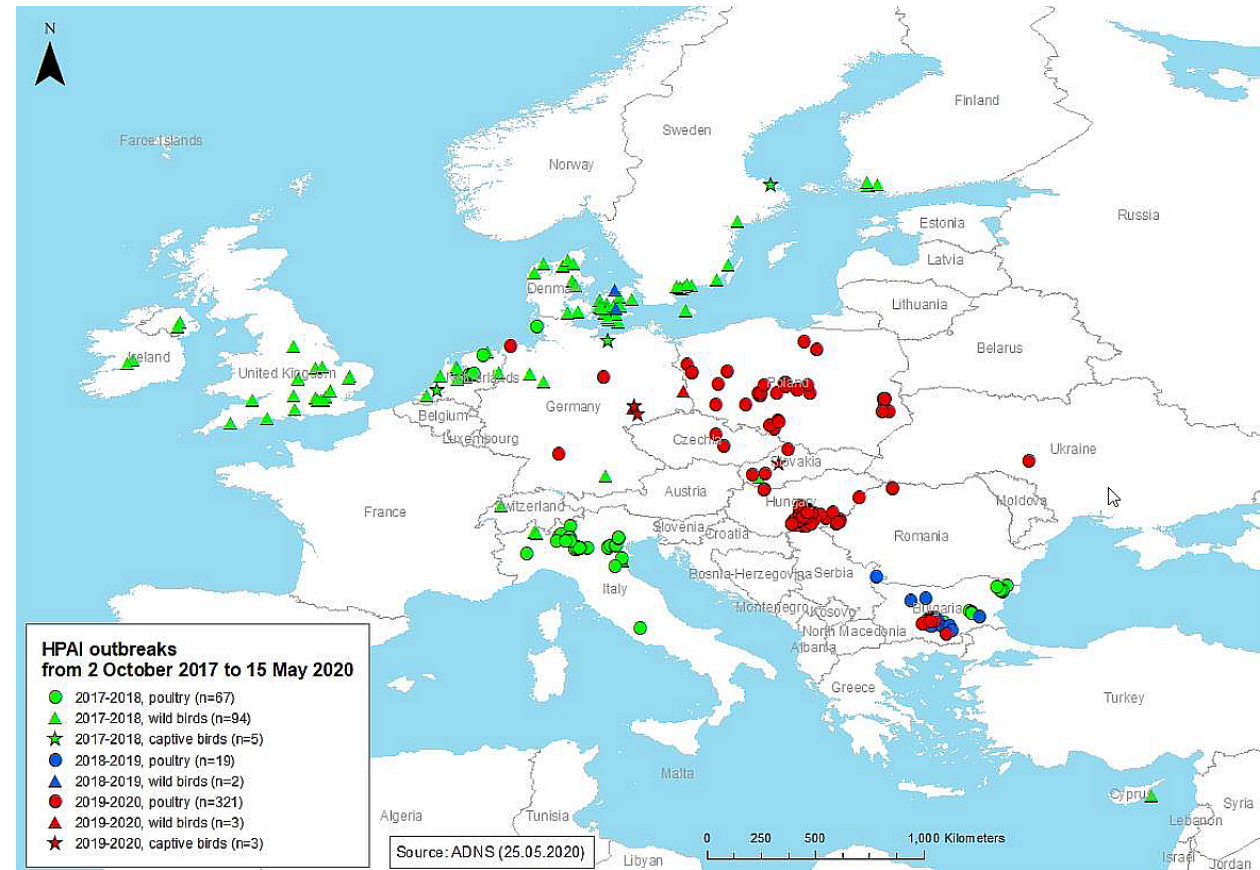 N
Finland
Faroe Islands
Sweden
Norway
Russia
Estonia
Latvia
Denmark
Lithuania
Ireland
United Kingdom
Belarus
Netherlands
Poland
Germany
Belgium
Luxembourg
Czechia
Ukraine
Slovakia
Austria
Hungary
Moldova
France
Switzerland
Slovenia
Croatia
Romania
Bosnia-Herzegovina
Serbia
Italy
Montenegro
Kosovo*
Bulgaria
North Macedonia
Albania
Greece
Turkey
HPAI outbreaks
from 2 October 2017 to 15 May 2020
2017-2018, poultry (n=67)
2017-2018, wild birds (n=94)
2017-2018, captive birds (n=5)
2018-2019, poultry (n=19)
2018-2019, wild birds (n=2)
2019-2020, poultry (n=321)
2019-2020, wild birds (n=3)
2019-2020, captive birds (n=3)
Malta
Cyprus
Syria
Lebanon
Algeria
Tunisia
0 250 500 1,000 Kilometers
Source: ADNS (25.05.2020)
Libyan
Israel
Jordan